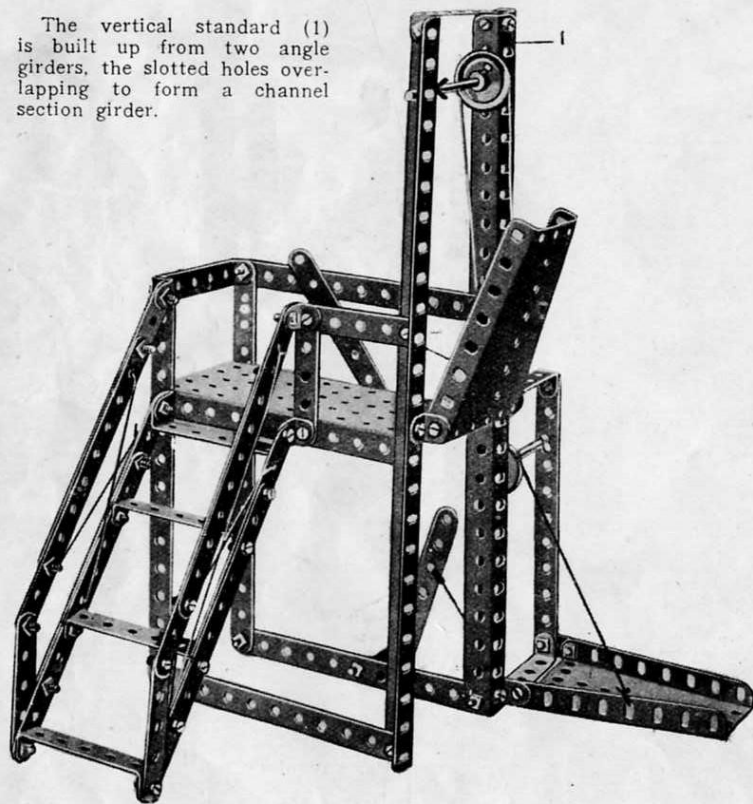 The vertical standard (1)
is built up from two angle
girders, the slotted holes over-
lapping to form a channel
section girder.
1